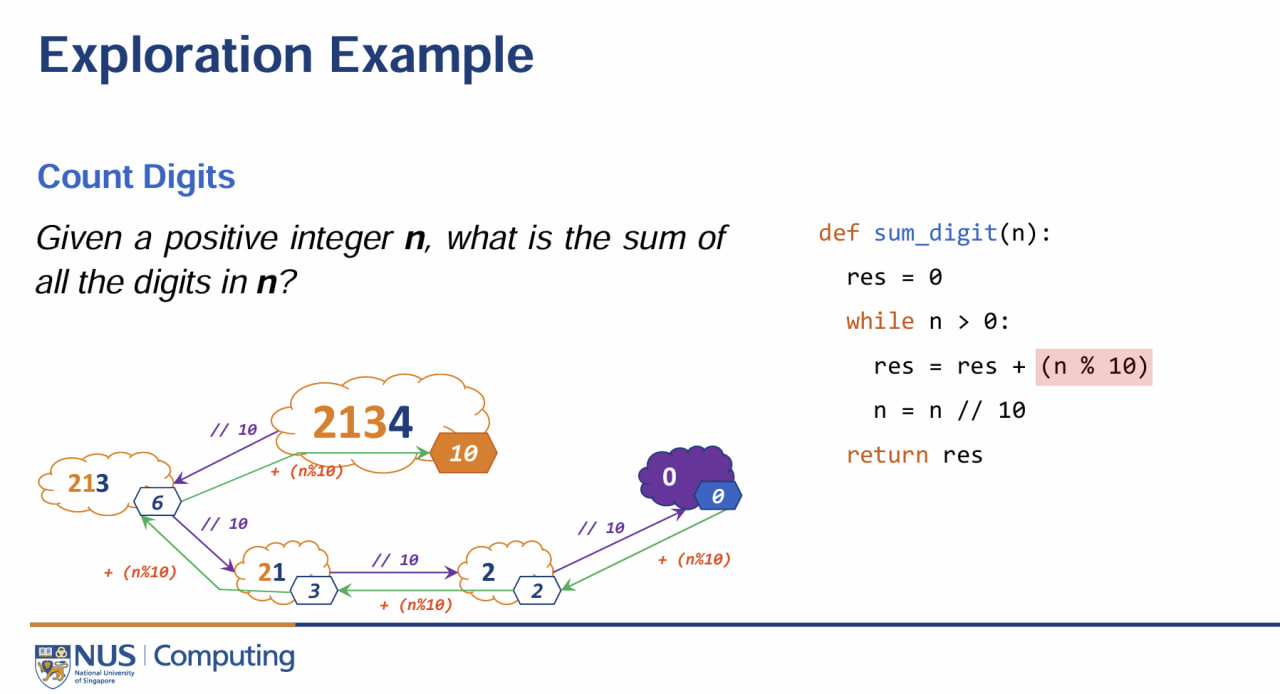 Exploration Example
Count Digits
Given a positive integer n, what is the sum of
all the digits in n?
def sum_digit(n):
res = 0
while n > 0:
res = res + (n % 10)
n = n // 10
return res
2134
10
// 10
+ (n%10)
213
6
// 10
+ (n%10)
21
3
// 10
+ (n%10)
2
2
// 10
+ (n%10)
0
0
NUS Computing
National University
of Singapore